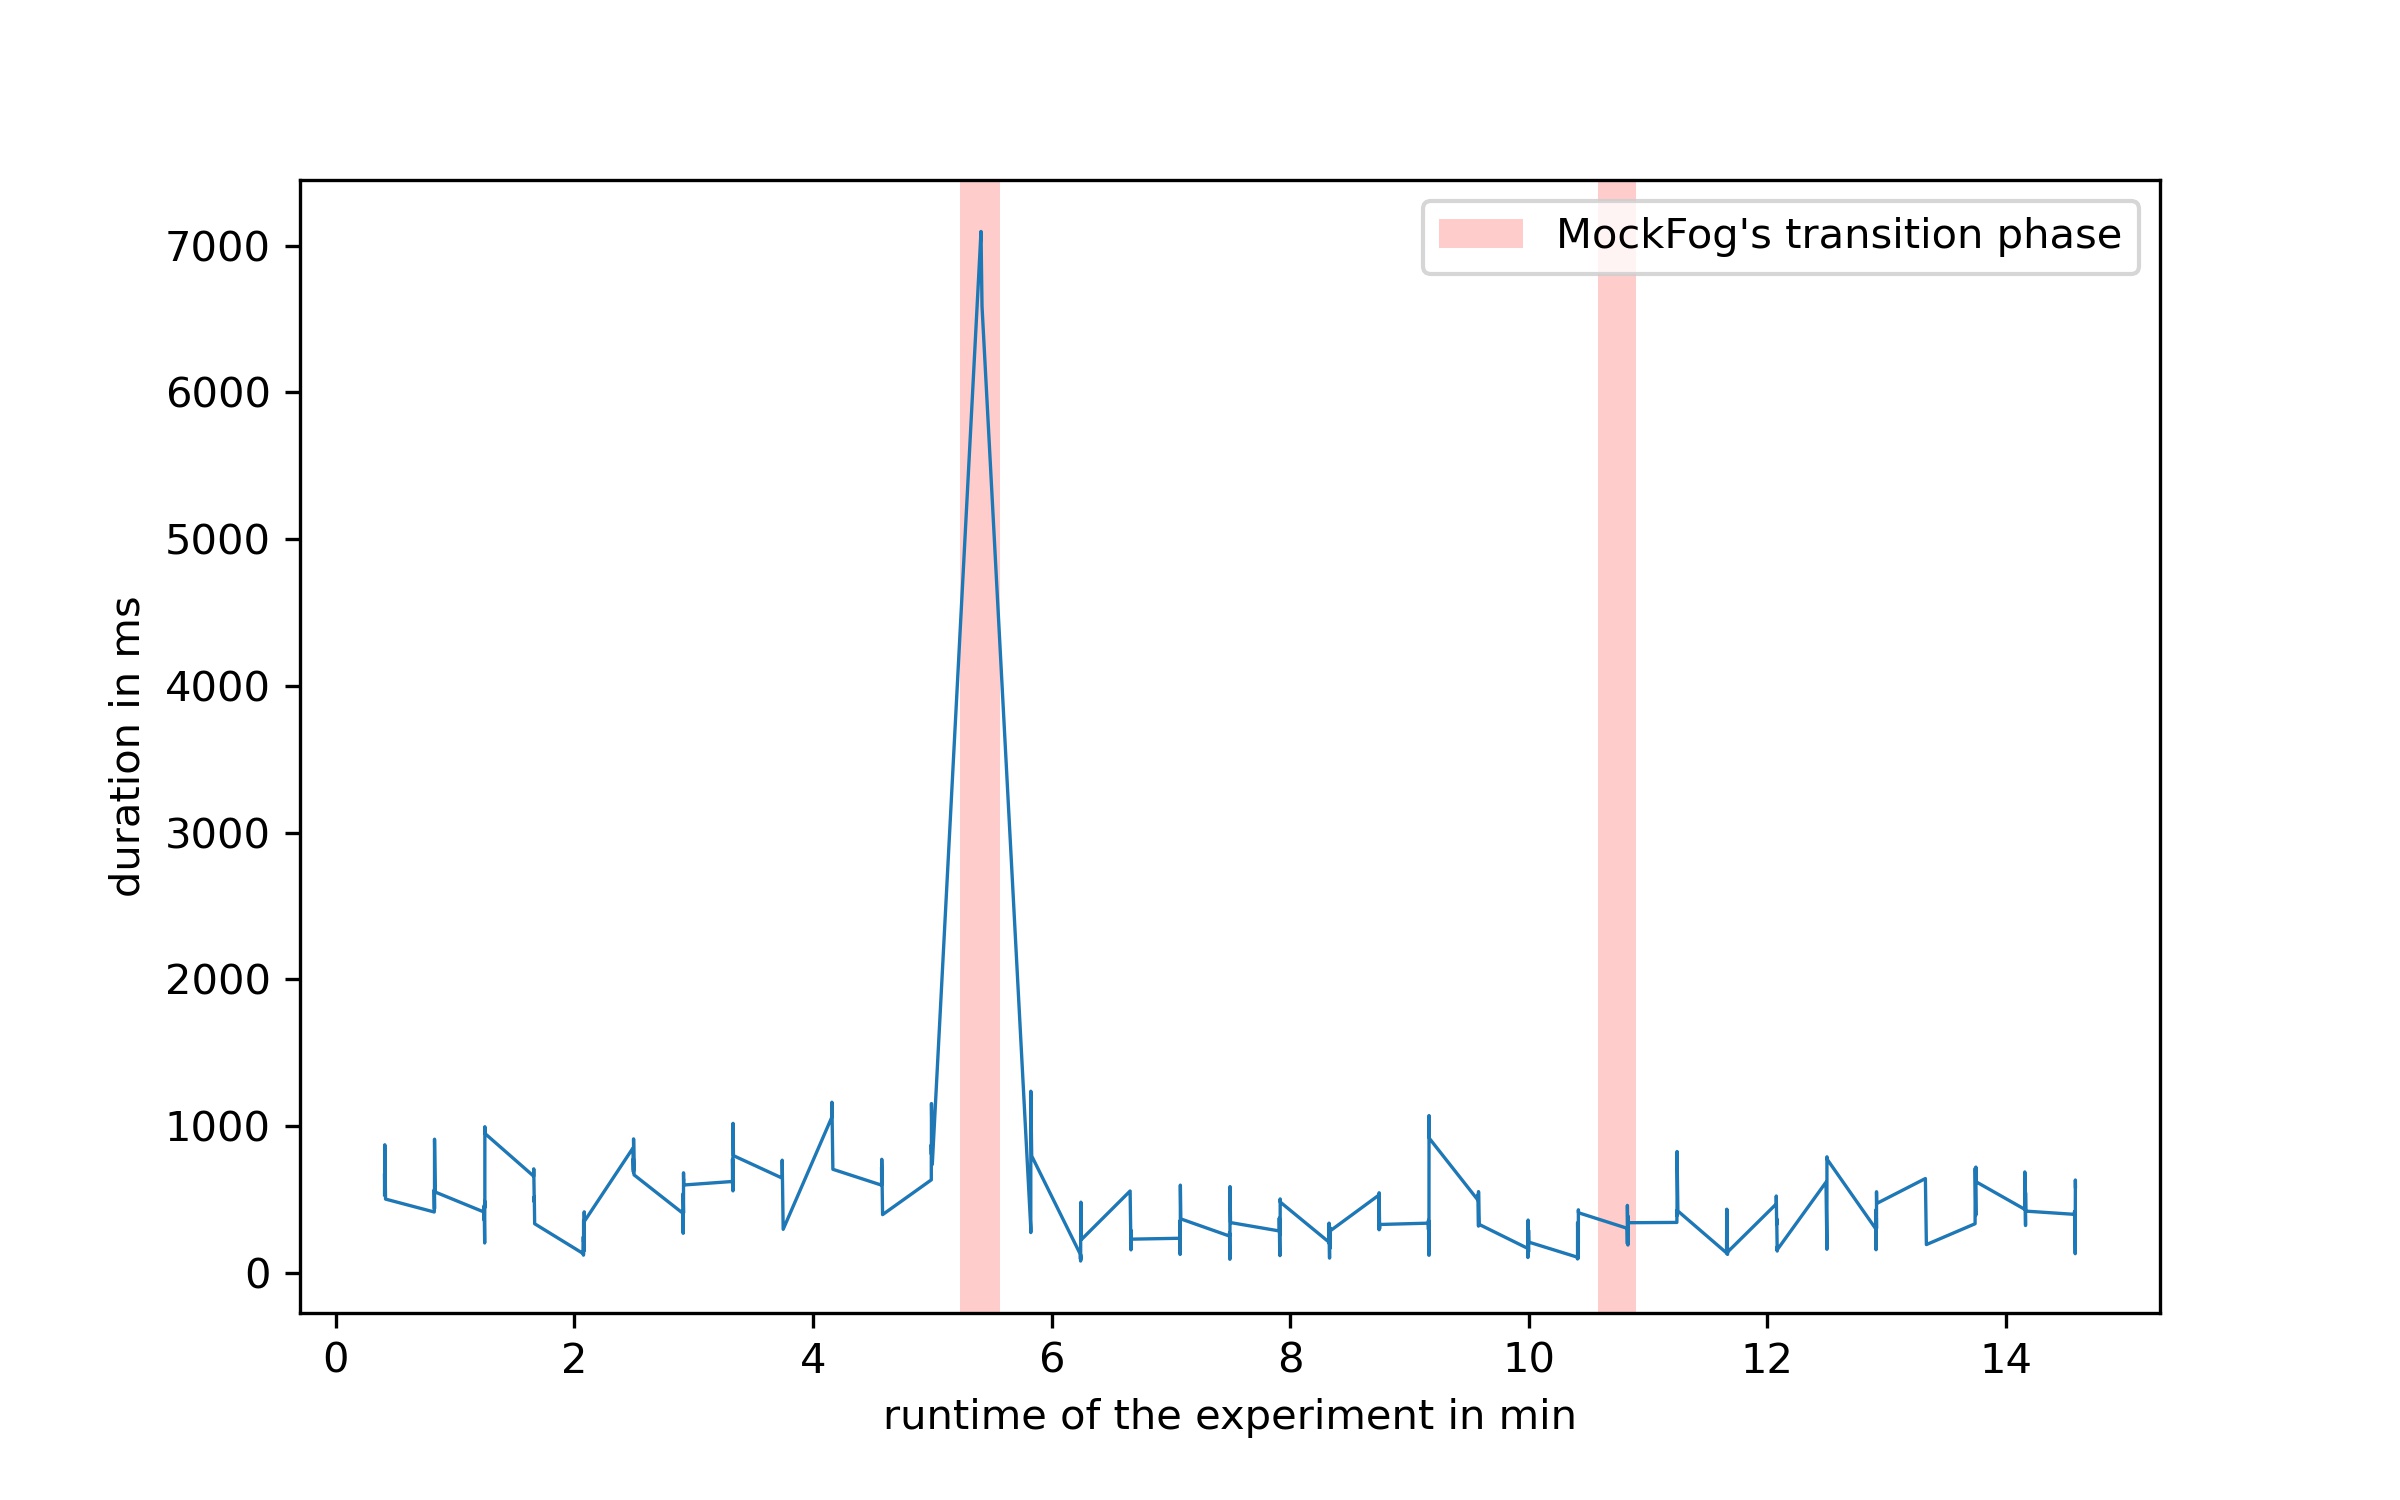 MockFog's transition phase
7000
6000
5000
4000
3000
2000
1000
0
duration in ms
0 2 4 6 8 10 12 14
runtime of the experiment in min